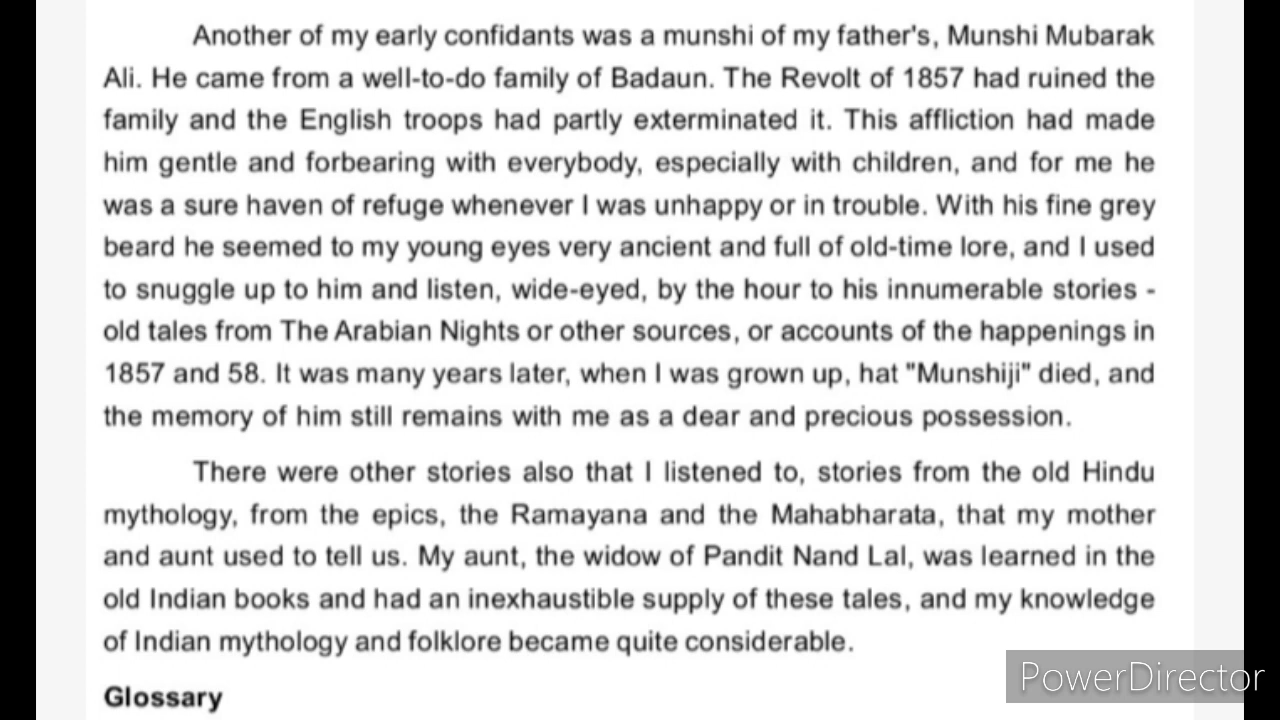 Another of my early confidants was a munshi of my father's, Munshi Mubarak
Ali. He came from a well-to-do family of Badaun. The Revolt of 1857 had ruined the
family and the English troops had partly exterminated it. This affliction had made
him gentle and forbearing with everybody, especially with children, and for me he
was a sure haven of refuge whenever I was unhappy or in trouble. With his fine grey
beard he seemed to my young eyes very ancient and full of old-time lore, and I used
to snuggle up to him and listen, wide-eyed, by the hour to his innumerable stories -
old tales from The Arabian Nights or other sources, or accounts of the happenings in
1857 and 58. It was many years later, when I was grown up, hat "Munshiji" died, and
the memory of him still remains with me as a dear and precious possession.
There were other stories also that I listened to, stories from the old Hindu
mythology, from the epics, the Ramayana and the Mahabharata, that my mother
and aunt used to tell us. My aunt, the widow of Pandit Nand Lal, was learned in the
old Indian books and had an inexhaustible supply of these tales, and my knowledge
of Indian mythology and folklore became quite considerable.
Glossary
PowerDirector